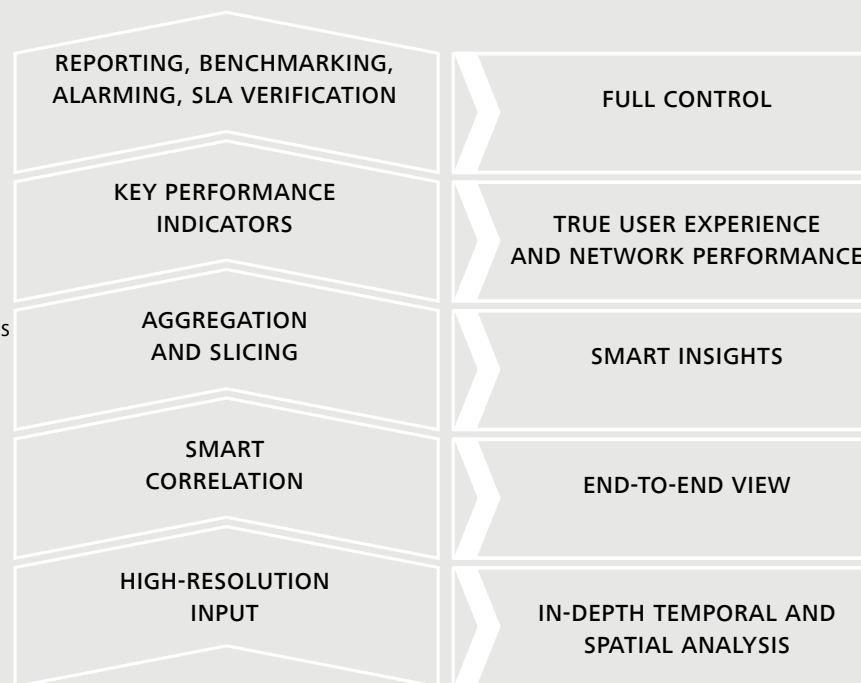 REPORTING, BENCHMARKING,
ALARMING, SLA VERIFICATION
FULL CONTROL
KEY PERFORMANCE
INDICATORS
TRUE USER EXPERIENCE
AND NETWORK PERFORMANCE
S
AGGREGATION
AND SLICING
SMART INSIGHTS
SMART
CORRELATION
END-TO-END VIEW
HIGH-RESOLUTION
INPUT
IN-DEPTH TEMPORAL AND
SPATIAL ANALYSIS